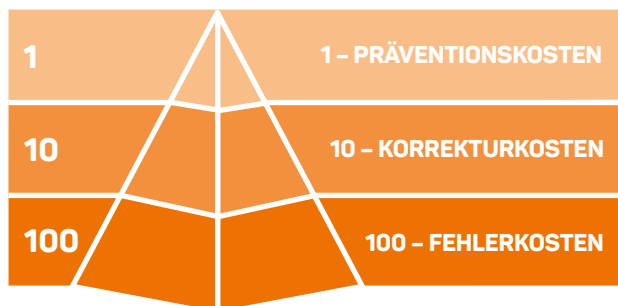 1
1 – PRÄVENTIONSKOSTEN
10
10 – KORREKTURKOSTEN
100
100 – FEHLERKOSTEN